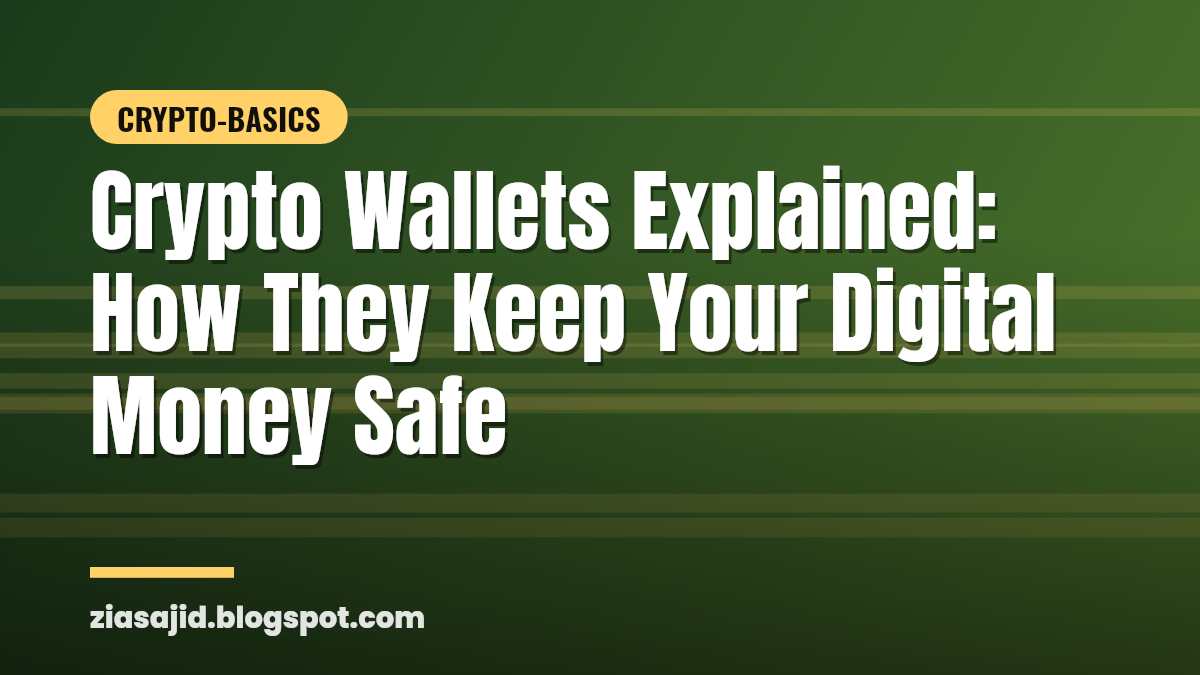 CRYPTO-BASICS
Crypto Wallets Explained:
How They Keep Your Digital
Money Safe
ziasajid.blogspot.com